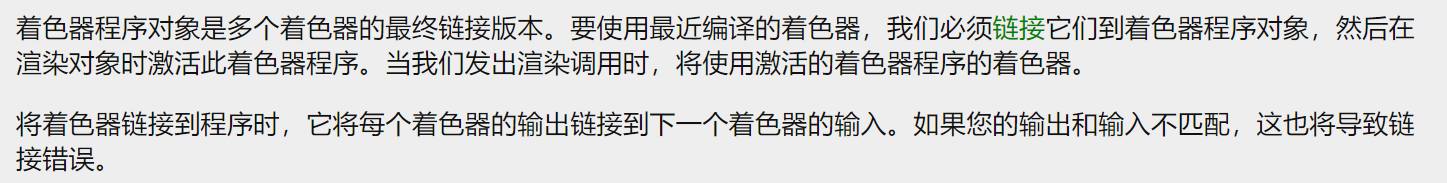 着色器程序对象是多个着色器的最终链接版本。要使用最近编译的着色器，我们必须链接它们到着色器程序对象，然后在
渲染对象时激活此着色器程序。当我们发出渲染调用时，将使用激活的着色器程序的着色器。
将着色器链接到程序时，它将每个着色器的输出链接到下一个着色器的输入。如果您的输出和输入不匹配，这也将导致链
接错误。